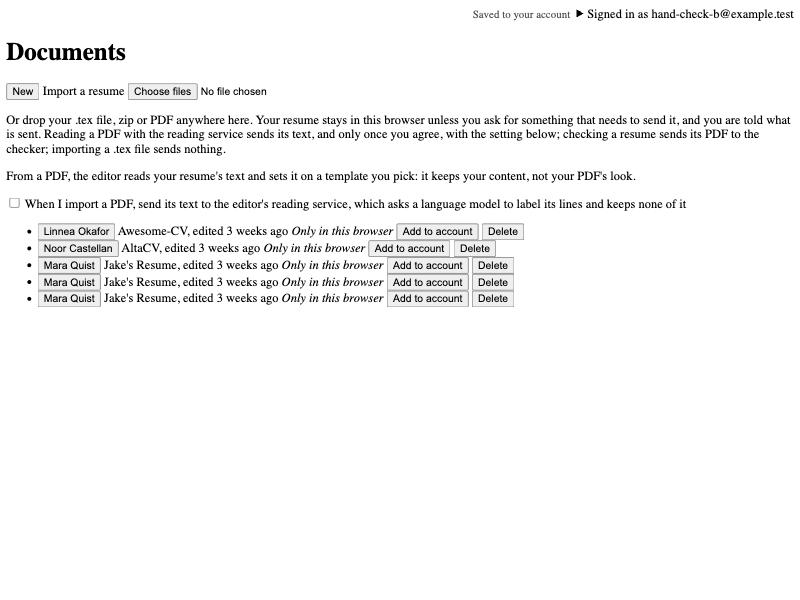 Saved to your account ▶ Signed in as hand-check-b@example.test
Documents
New Import a resume Choose files No file chosen
Or drop your .tex file, zip or PDF anywhere here. Your resume stays in this browser unless you ask for something that needs to send it, and you are told what
is sent. Reading a PDF with the reading service sends its text, and only once you agree, with the setting below; checking a resume sends its PDF to the
checker; importing a .tex file sends nothing.
From a PDF, the editor reads your resume's text and sets it on a template you pick: it keeps your content, not your PDF's look.
When I import a PDF, send its text to the editor's reading service, which asks a language model to label its lines and keeps none of it
• Linnea Okafor Awesome-CV, edited 3 weeks ago Only in this browser Add to account Delete
• Noor Castellan AltaCV, edited 3 weeks ago Only in this browser Add to account Delete
• Mara Quist Jake's Resume, edited 3 weeks ago Only in this browser Add to account Delete
• Mara Quist Jake's Resume, edited 3 weeks ago Only in this browser Add to account Delete
• Mara Quist Jake's Resume, edited 3 weeks ago Only in this browser Add to account Delete